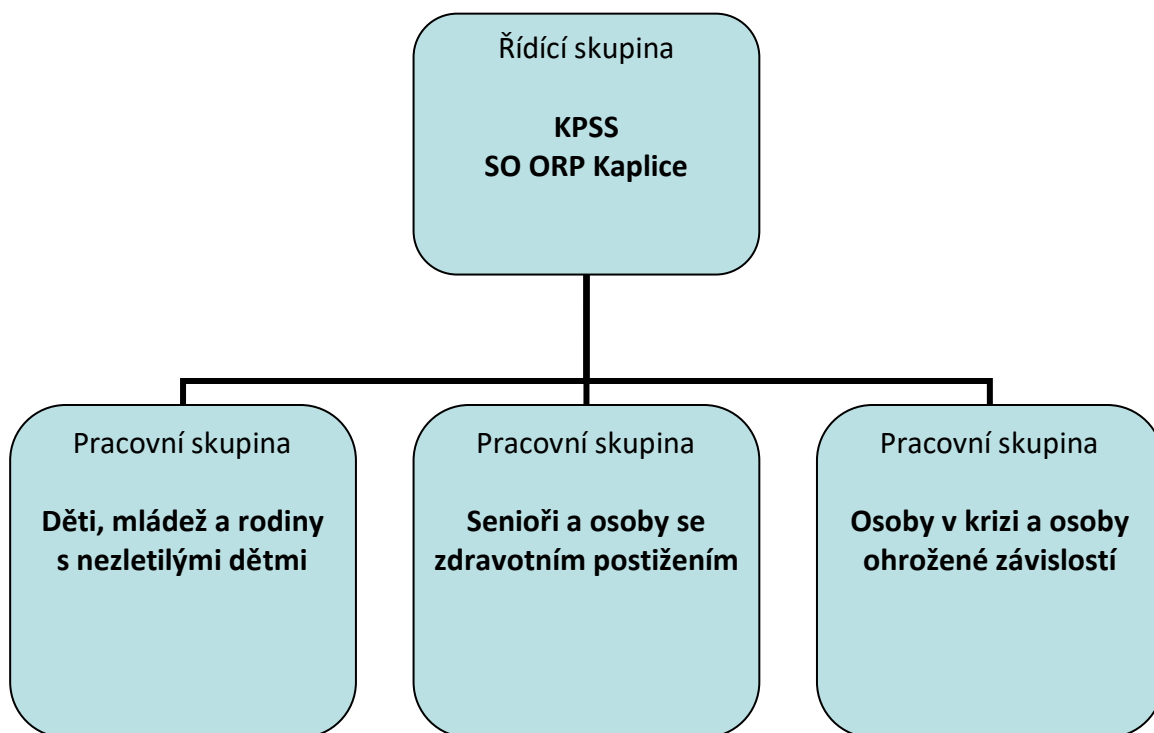 Řídící skupina
KPSS
SO ORP Kaplice
Pracovní skupina
Děti, mládež a rodiny
s nezletilými dětmi
Pracovní skupina
Senioři a osoby se
zdravotním postižením
Pracovní skupina
Osoby v krizi a osoby
ohrožené závislostí